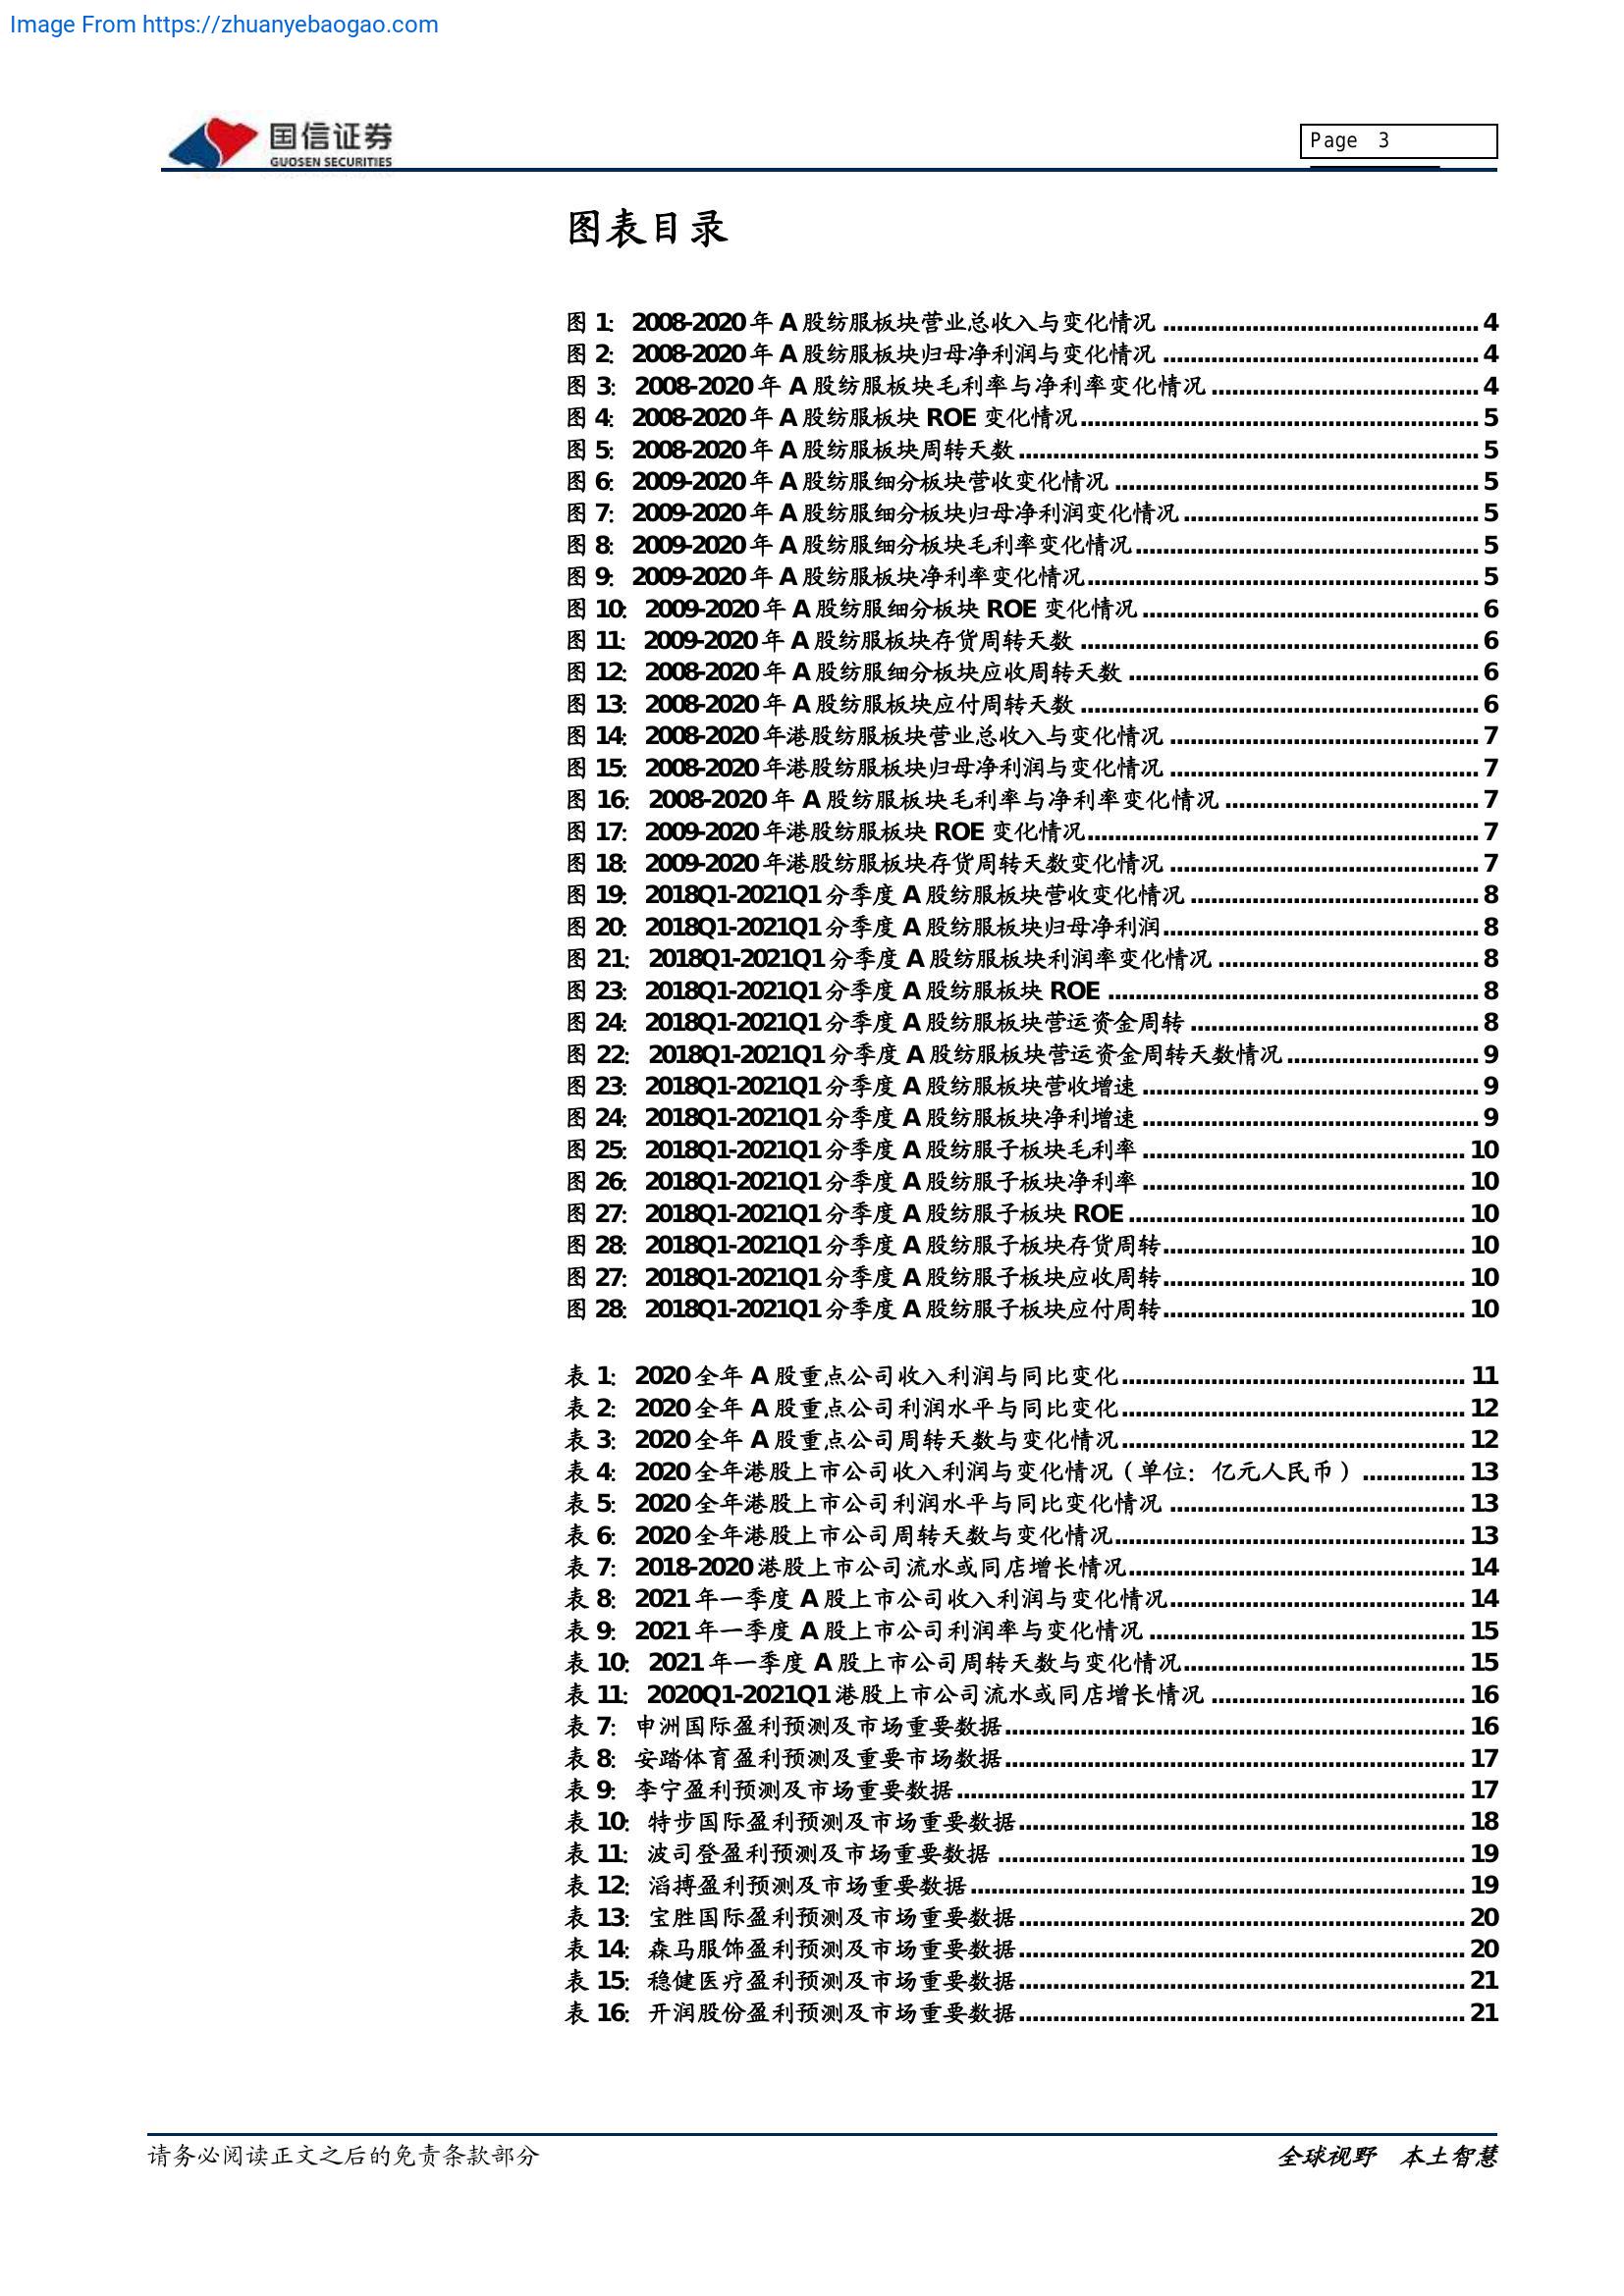 Image From https://zhuanyebaogao.com
国信证券
GUOSEN SECURITIES
Page 3
图表目录
图 1: 2008-2020 年 A 股纺服板块营业总收入与变化情况 ........ 4
图 2: 2008-2020 年 A 股纺服板块归母净利润与变化情况 ........ 4
图 3: 2008-2020 年 A 股纺服板块毛利率与净利率变化情况 ........ 4
图 4: 2008-2020 年 A 股纺服板块 ROE 变化情况 ........ 5
图 5: 2008-2020 年 A 股纺服板块周转天数 ........ 5
图 6: 2009-2020 年 A 股纺服细分板块营收变化情况 ........ 5
图 7: 2009-2020 年 A 股纺服细分板块归母净利润变化情况 ........ 5
图 8: 2009-2020 年 A 股纺服细分板块毛利率变化情况 ........ 5
图 9: 2009-2020 年 A 股纺服板块净利率变化情况 ........ 5
图 10: 2009-2020 年 A 股纺服细分板块 ROE 变化情况 ........ 6
图 11: 2009-2020 年 A 股纺服板块存货周转天数 ........ 6
图 12: 2008-2020 年 A 股纺服细分板块应收周转天数 ........ 6
图 13: 2008-2020 年 A 股纺服板块应付周转天数 ........ 6
图 14: 2008-2020 年港股纺服板块营业总收入与变化情况 ........ 7
图 15: 2008-2020 年港股纺服板块归母净利润与变化情况 ........ 7
图 16: 2008-2020 年 A 股纺服板块毛利率与净利率变化情况 ........ 7
图 17: 2009-2020 年港股纺服板块 ROE 变化情况 ........ 7
图 18: 2009-2020 年港股纺服板块存货周转天数变化情况 ........ 7
图 19: 2018Q1-2021Q1 分季度 A 股纺服板块营收变化情况 ........ 8
图 20: 2018Q1-2021Q1 分季度 A 股纺服板块归母净利润 ........ 8
图 21: 2018Q1-2021Q1 分季度 A 股纺服板块利润率变化情况 ........ 8
图 23: 2018Q1-2021Q1 分季度 A 股纺服板块 ROE ........ 8
图 24: 2018Q1-2021Q1 分季度 A 股纺服板块营运资金周转 ........ 8
图 22: 2018Q1-2021Q1 分季度 A 股纺服板块营运资金周转天数情况 ........ 9
图 23: 2018Q1-2021Q1 分季度 A 股纺服板块营收增速 ........ 9
图 24: 2018Q1-2021Q1 分季度 A 股纺服板块净利增速 ........ 9
图 25: 2018Q1-2021Q1 分季度 A 股纺服子板块毛利率 ........ 10
图 26: 2018Q1-2021Q1 分季度 A 股纺服子板块净利率 ........ 10
图 27: 2018Q1-2021Q1 分季度 A 股纺服子板块 ROE ........ 10
图 28: 2018Q1-2021Q1 分季度 A 股纺服子板块存货周转 ........ 10
图 27: 2018Q1-2021Q1 分季度 A 股纺服子板块应收周转 ........ 10
图 28: 2018Q1-2021Q1 分季度 A 股纺服子板块应付周转 ........ 10
表 1: 2020 全年 A 股重点公司收入利润与同比变化 ........ 11
表 2: 2020 全年 A 股重点公司利润水平与同比变化 ........ 12
表 3: 2020 全年 A 股重点公司周转天数与变化情况 ........ 12
表 4: 2020 全年港股上市公司收入利润与变化情况（单位：亿元人民币） ........ 13
表 5: 2020 全年港股上市公司利润水平与同比变化情况 ........ 13
表 6: 2020 全年港股上市公司周转天数与变化情况 ........ 13
表 7: 2018-2020 港股上市公司流水或同店增长情况 ........ 14
表 8: 2021 年一季度 A 股上市公司收入利润与变化情况 ........ 14
表 9: 2021 年一季度 A 股上市公司利润率与变化情况 ........ 15
表 10: 2021 年一季度 A 股上市公司周转天数与变化情况 ........ 15
表 11: 2020Q1-2021Q1 港股上市公司流水或同店增长情况 ........ 16
表 7: 申洲国际盈利预测及市场重要数据 ........ 16
表 8: 安踏体育盈利预测及重要市场数据 ........ 17
表 9: 李宁盈利预测及市场重要数据 ........ 17
表 10: 特步国际盈利预测及市场重要数据 ........ 18
表 11: 波司登盈利预测及市场重要数据 ........ 19
表 12: 滔搏盈利预测及市场重要数据 ........ 19
表 13: 宝胜国际盈利预测及市场重要数据 ........ 20
表 14: 森马服饰盈利预测及市场重要数据 ........ 20
表 15: 稳健医疗盈利预测及市场重要数据 ........ 21
表 16: 开润股份盈利预测及市场重要数据 ........ 21
请务必阅读正文之后的免责条款部分
全球视野 本土智慧